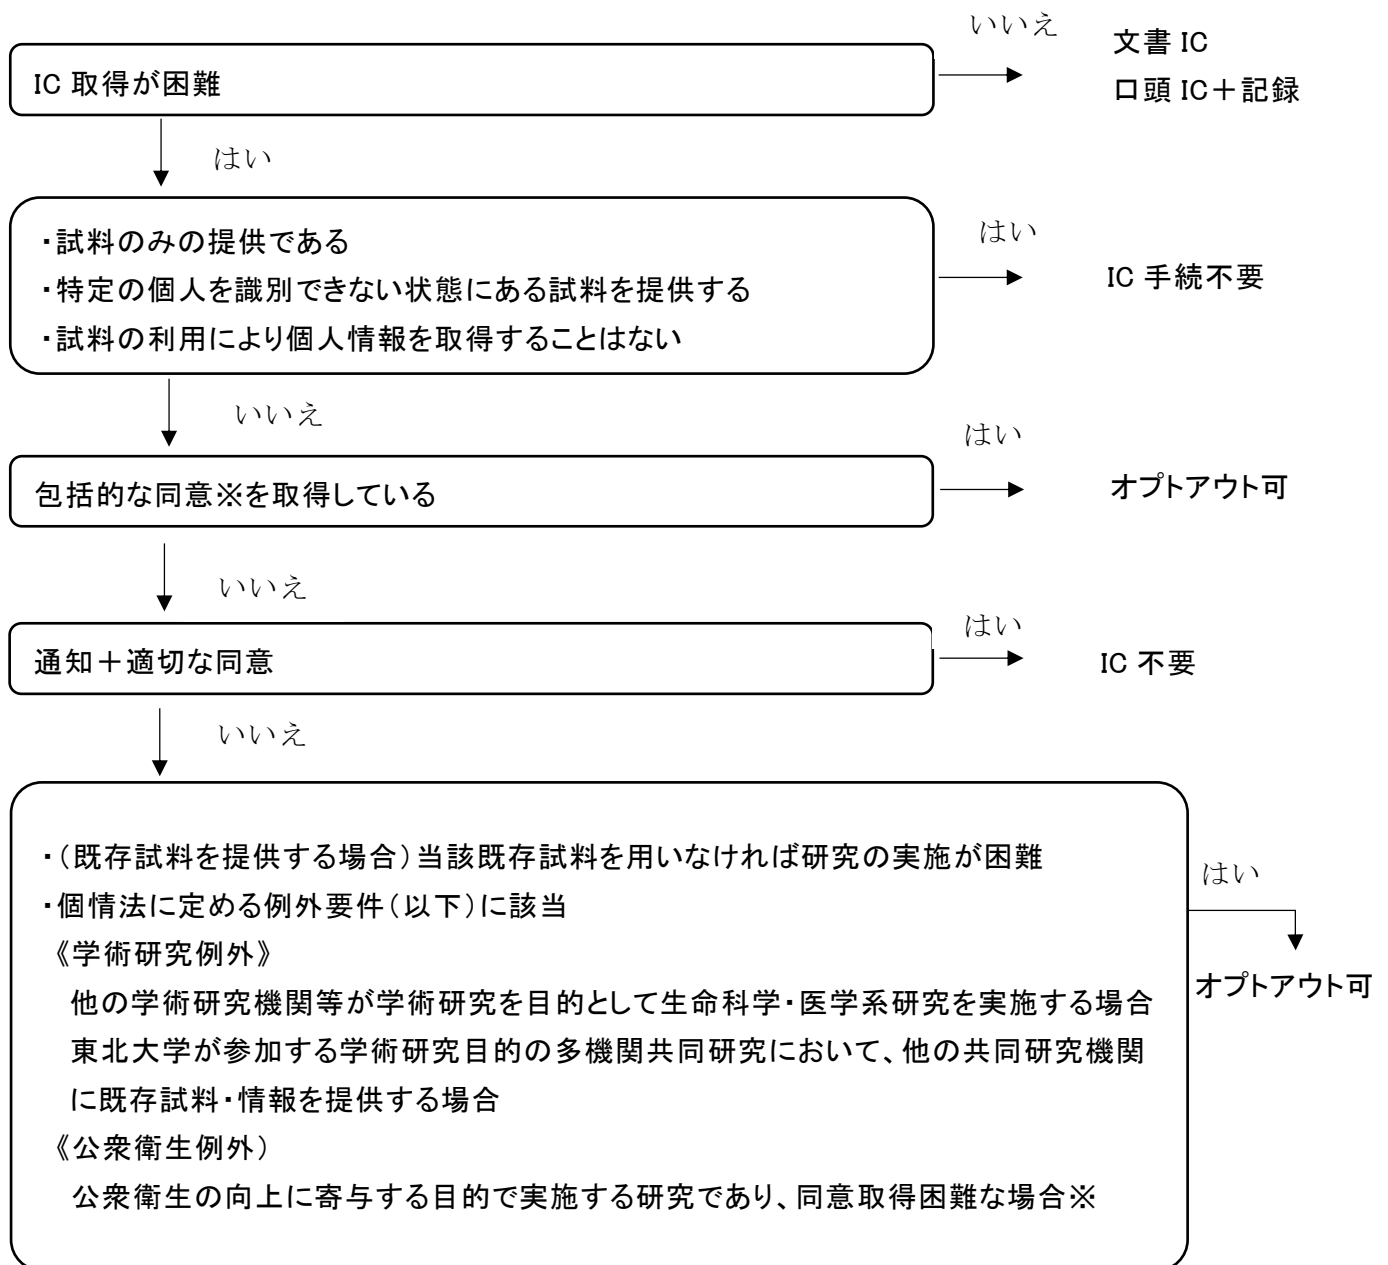 いいえ
文書 IC
IC 取得が困難
口頭 IC＋記録
はい
・試料のみの提供である
はい
・特定の個人を識別できない状態にある試料を提供する
IC 手続不要
・試料の利用により個人情報を取得することはない
いいえ
はい
包括的な同意※を取得している
オプトアウト可
いいえ
はい
通知＋適切な同意
IC 不要
いいえ
・（既存試料を提供する場合）当該既存試料を用いなければ研究の実施が困難
はい
・個情法に定める例外要件（以下）に該当
《学術研究例外》
他の学術研究機関等が学術研究を目的として生命科学・医学系研究を実施する場合
オプトアウト可
東北大学が参加する学術研究目的の多機関共同研究において、他の共同研究機関
に既存試料・情報を提供する場合
《公衆衛生例外）
公衆衛生の向上に寄与する目的で実施する研究であり、同意取得困難な場合※